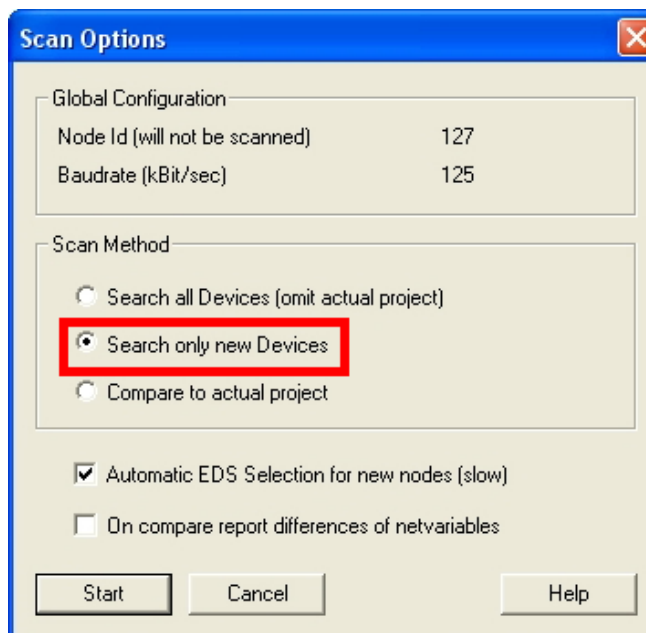 Scan Options
Global Configuration
Node Id (will not be scanned) 127
Baudrate (kBit/sec) 125
Scan Method
Search all Devices (omit actual project)
Search only new Devices
Compare to actual project
Automatic EDS Selection for new nodes (slow)
On compare report differences of netvariables
Start Cancel Help